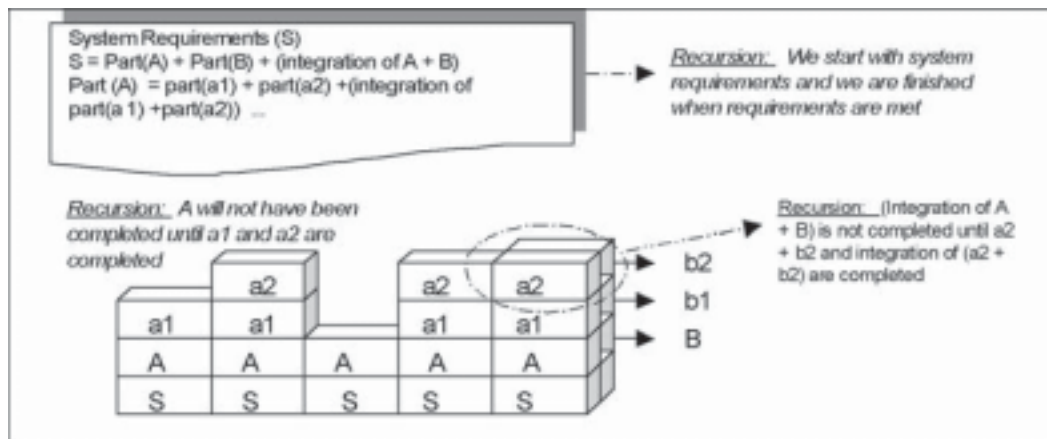 System Requirements (S)
S = Part(A) + Part(B) + (integration of A + B)
Part (A) = part(a1) + part(a2) +(integration of
part(a 1) +part(a2)) ...
Recursion: We start with system
requirements and we are finished
when requirements are met
Recursion: A will not have been
completed until a1 and a2 are
completed
Recursion: (Integration of A
+ B) is not completed until a2
+ b2 and integration of (a2 +
b2) are completed
a2 a2 a2 b2
a1 a1 a1 a1 b1
A A A A A B
S S S S S